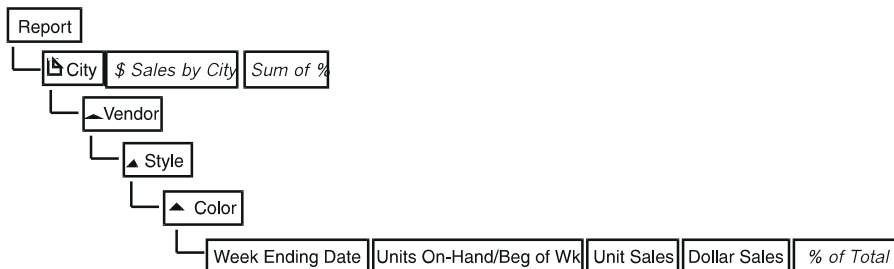 Report
City $ Sales by City Sum of %
Vendor
Style
Color
Week Ending Date Units On-Hand/Beg of Wk Unit Sales Dollar Sales % of Total